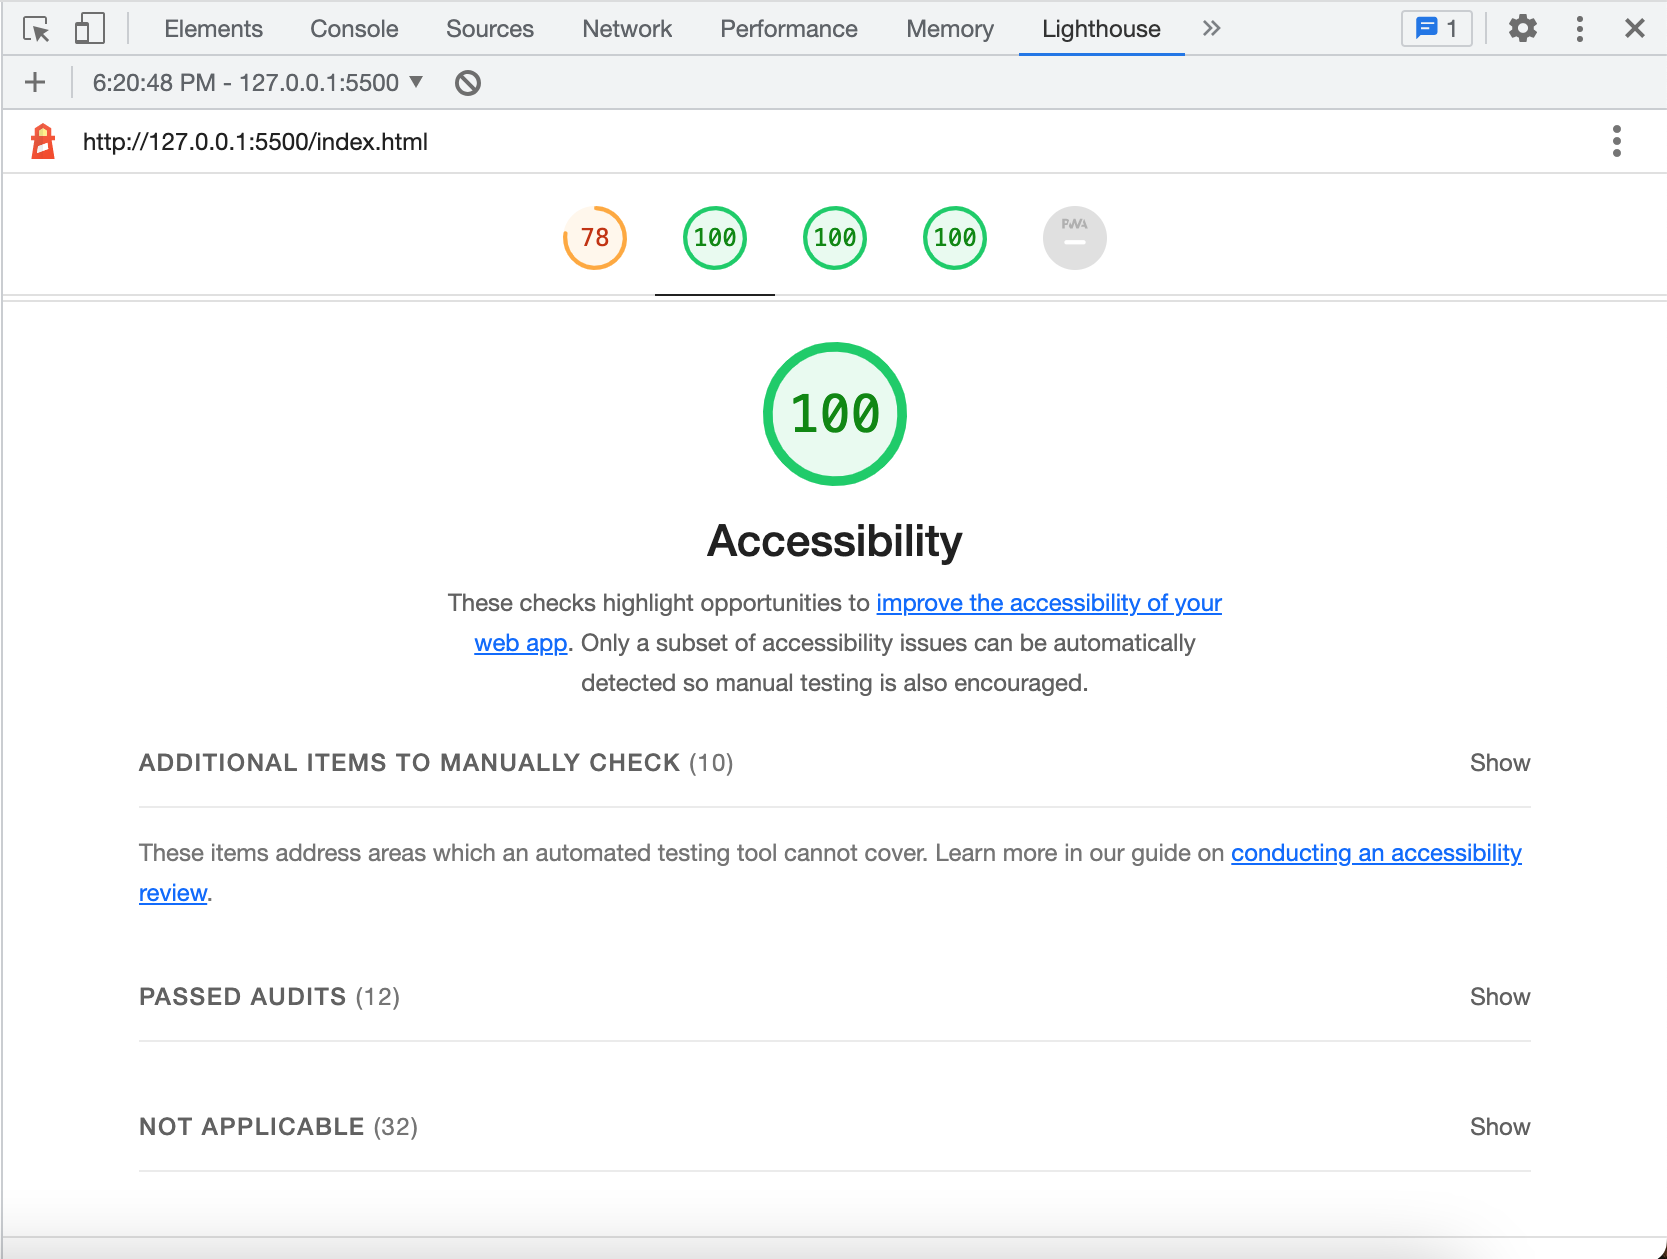 Elements Console Sources Network Performance Memory Lighthouse 1
6:20:48 PM - 127.0.0.1:5500
http://127.0.0.1:5500/index.html
78 100 100 100 PWA
100
Accessibility
These checks highlight opportunities to improve the accessibility of your
web app. Only a subset of accessibility issues can be automatically
detected so manual testing is also encouraged.
ADDITIONAL ITEMS TO MANUALLY CHECK (10) Show
These items address areas which an automated testing tool cannot cover. Learn more in our guide on conducting an accessibility
review.
PASSED AUDITS (12) Show
NOT APPLICABLE (32) Show